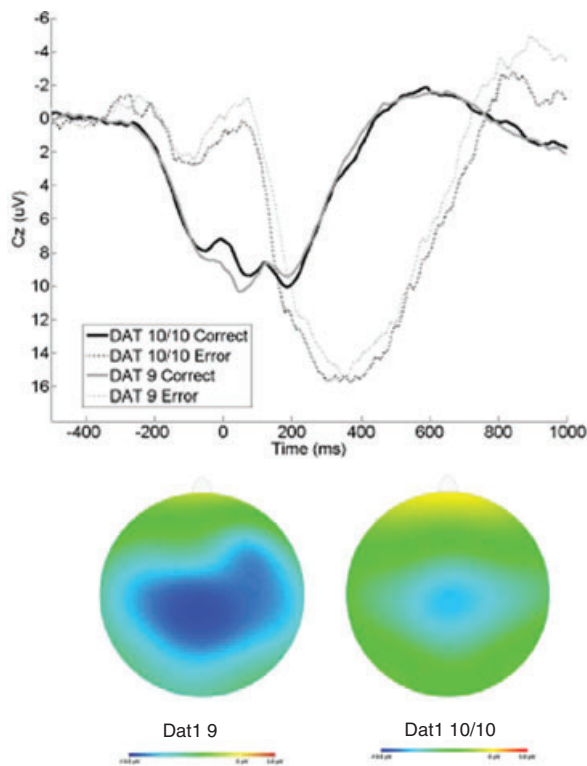 -6
-4
-2
0
2
4
6
8
10
12
14
16
Cz (uV)
DAT 10/10 Correct
DAT 10/10 Error
DAT 9 Correct
DAT 9 Error
-400 -200 0 200 400 600 800 1000
Time (ms)
Dat1 9 Dat1 10/10